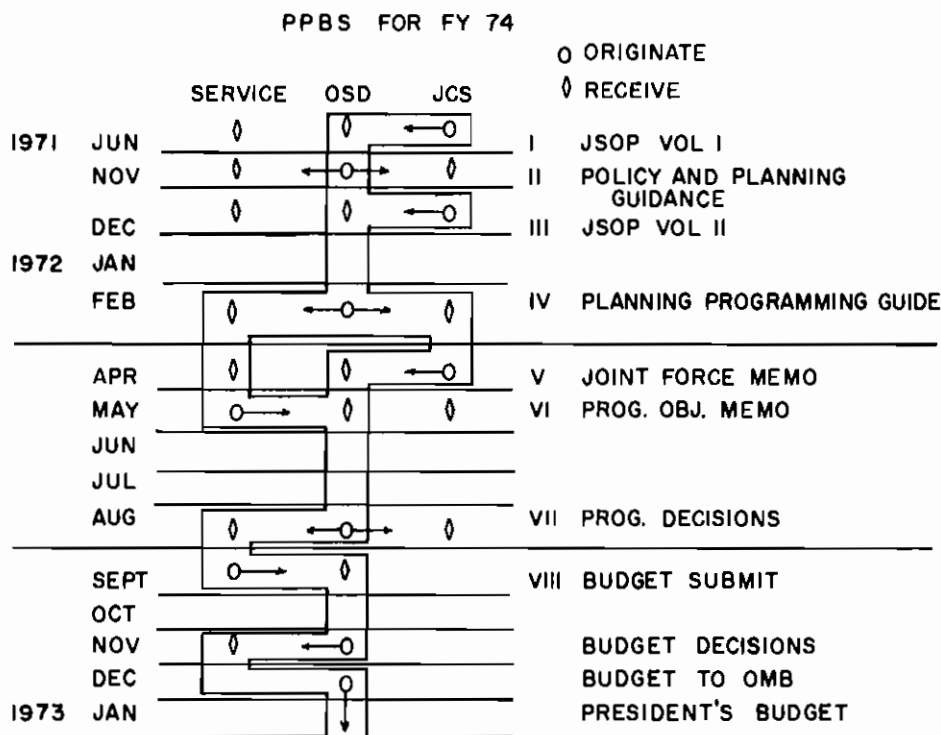 PPBS FOR FY 74
O ORIGINATE
◊ RECEIVE
SERVICE OSD JCS
1971 JUN I JSOP VOL I
NOV II POLICY AND PLANNING
GUIDANCE
DEC III JSOP VOL II
1972 JAN
FEB IV PLANNING PROGRAMMING GUIDE
APR V JOINT FORCE MEMO
MAY VI PROG. OBJ. MEMO
JUN
JUL
AUG VII PROG. DECISIONS
SEPT VIII BUDGET SUBMIT
OCT
NOV BUDGET DECISIONS
DEC BUDGET TO OMB
1973 JAN PRESIDENT'S BUDGET